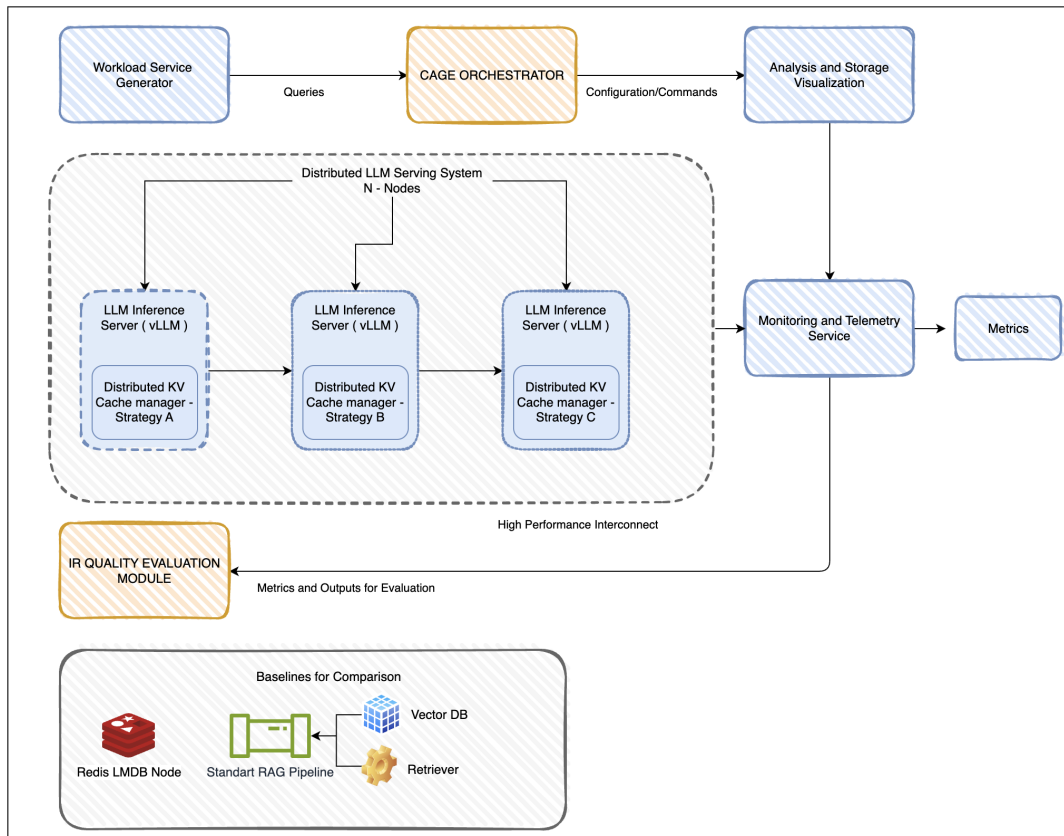 Workload Service
Generator
Queries
CAGE ORCHESTRATOR
Configuration/Commands
Analysis and Storage
Visualization
Distributed LLM Serving System
N - Nodes
LLM Inference
Server ( vLLM )
Distributed KV
Cache manager -
Strategy A
LLM Inference
Server ( vLLM )
Distributed KV
Cache manager -
Strategy B
LLM Inference
Server ( vLLM )
Distributed KV
Cache manager -
Strategy C
Monitoring and Telemetry
Service
Metrics
High Performance Interconnect
IR QUALITY EVALUATION
MODULE
Metrics and Outputs for Evaluation
Baselines for Comparison
Redis LMDB Node
Standart RAG Pipeline
Vector DB
Retriever